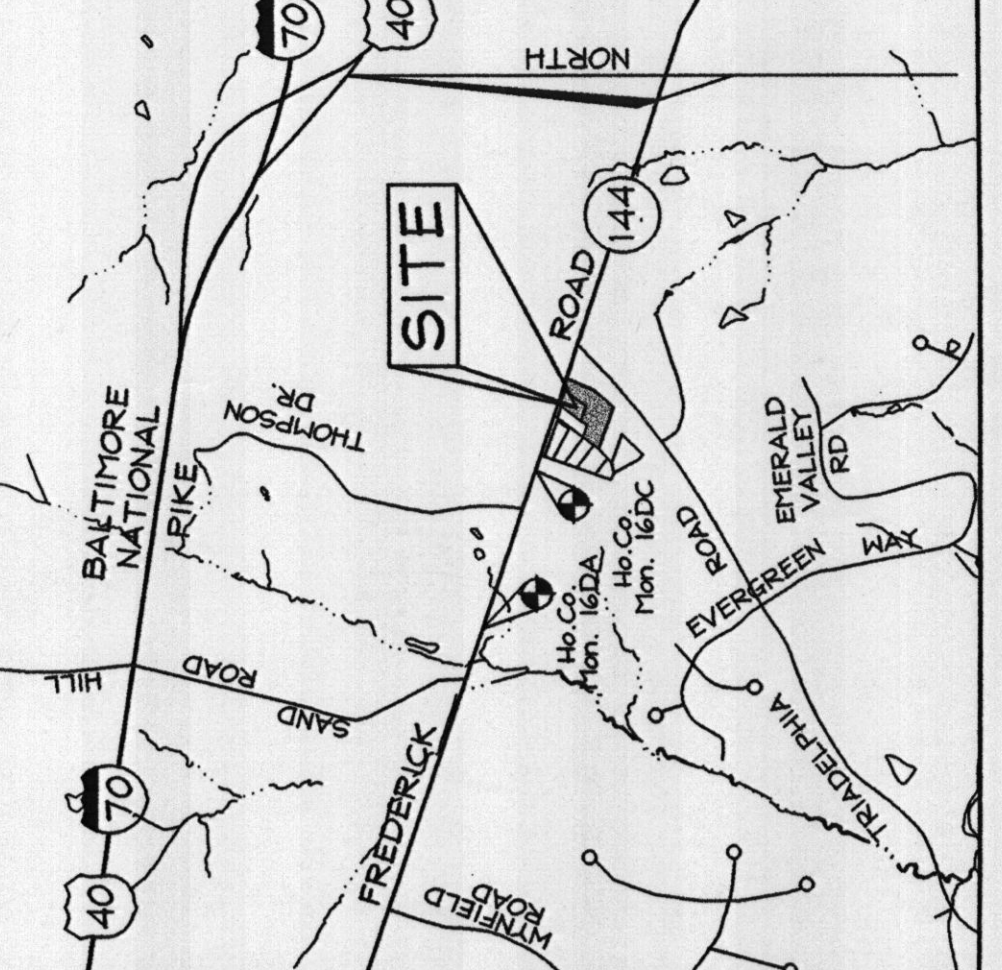 70
40
NORTH
144
SITE
ROAD
THOMPSON
DR.
BALTIMORE
NATIONAL
PIKE
EMERALD
VALLEY
RD
Ho.Co.
Mon. 16DC
ROAD
EVERGREEN
WAY
Ho.Co.
Mon. 16DA
HILL
ROAD
SAND
FREDERICK
TRIADELPHIA
70
40
WYNFIELD
ROAD